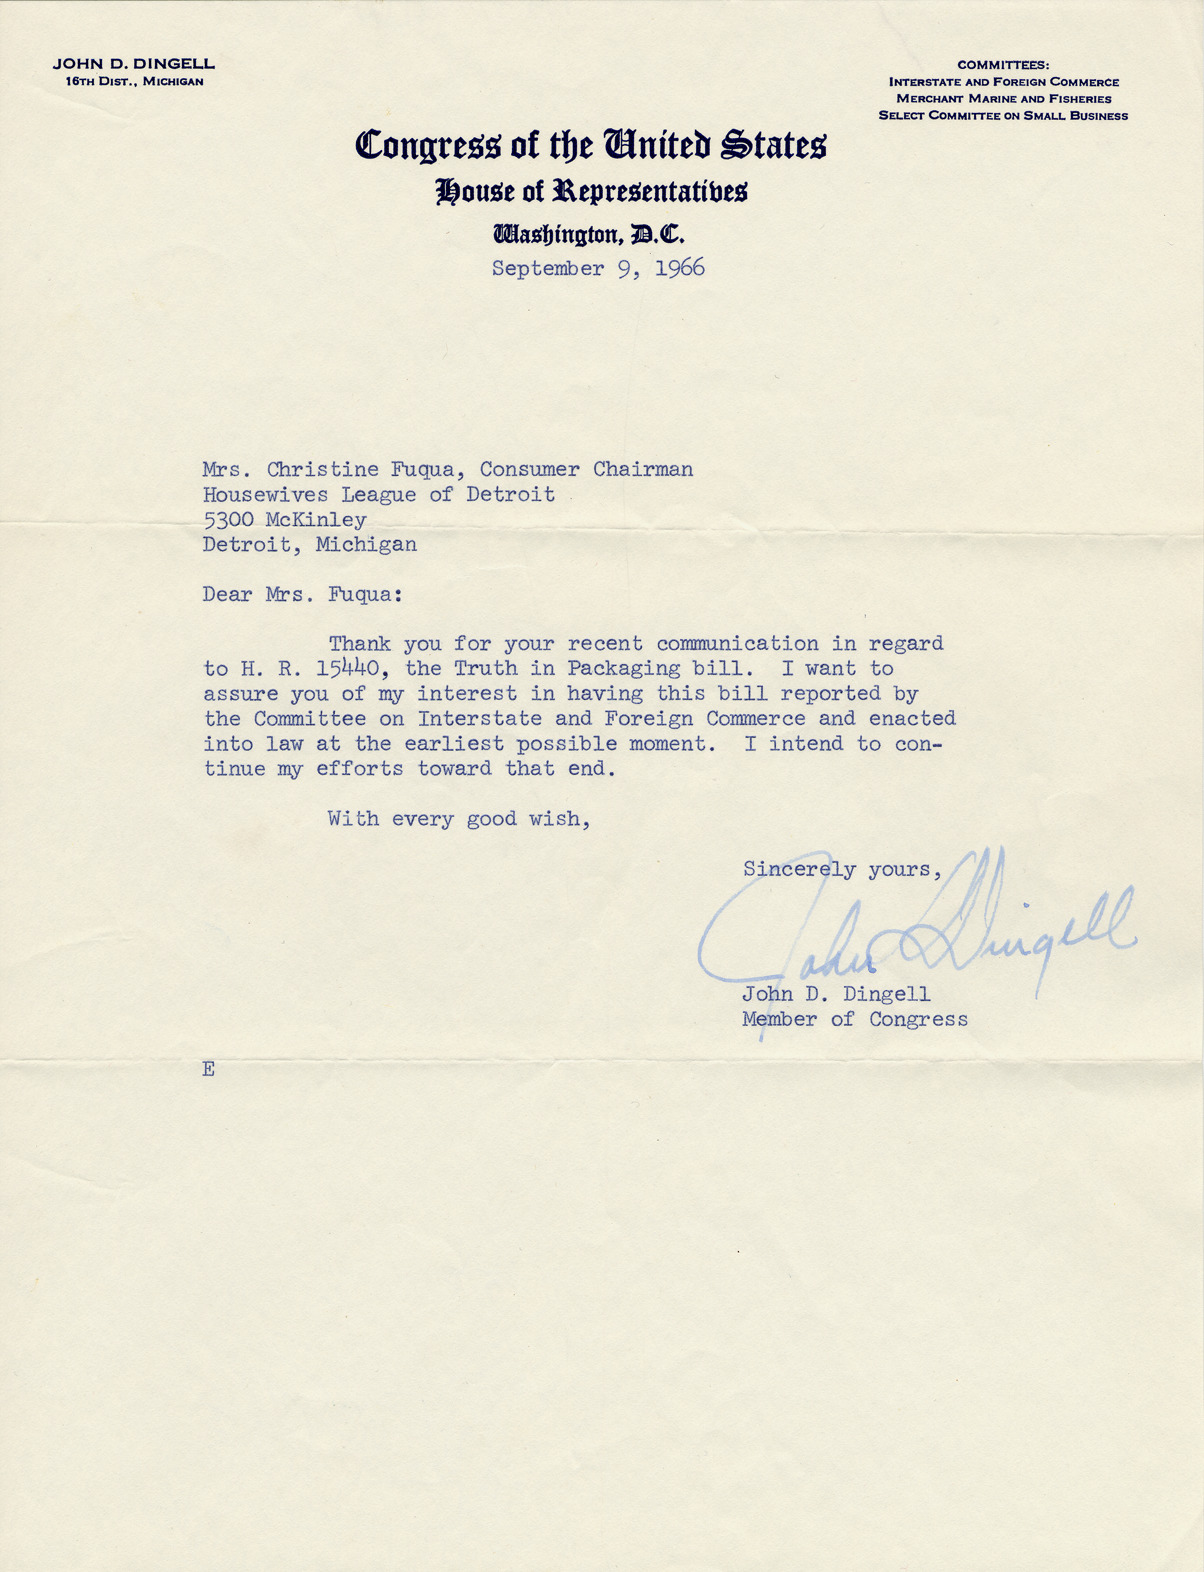 JOHN D. DINGELL
16TH DIST., MICHIGAN
COMMITTEES:
INTERSTATE AND FOREIGN COMMERCE
MERCHANT MARINE AND FISHERIES
SELECT COMMITTEE ON SMALL BUSINESS
Congress of the United States
House of Representatives
Washington, D.C.
September 9, 1966
Mrs. Christine Fuqua, Consumer Chairman
Housewives League of Detroit
5300 McKinley
Detroit, Michigan
Dear Mrs. Fuqua:
Thank you for your recent communication in regard
to H. R. 15440, the Truth in Packaging bill. I want to
assure you of my interest in having this bill reported by
the Committee on Interstate and Foreign Commerce and enacted
into law at the earliest possible moment. I intend to con-
tinue my efforts toward that end.
With every good wish,
Sincerely yours,
John D Dingell
John D. Dingell
Member of Congress
E